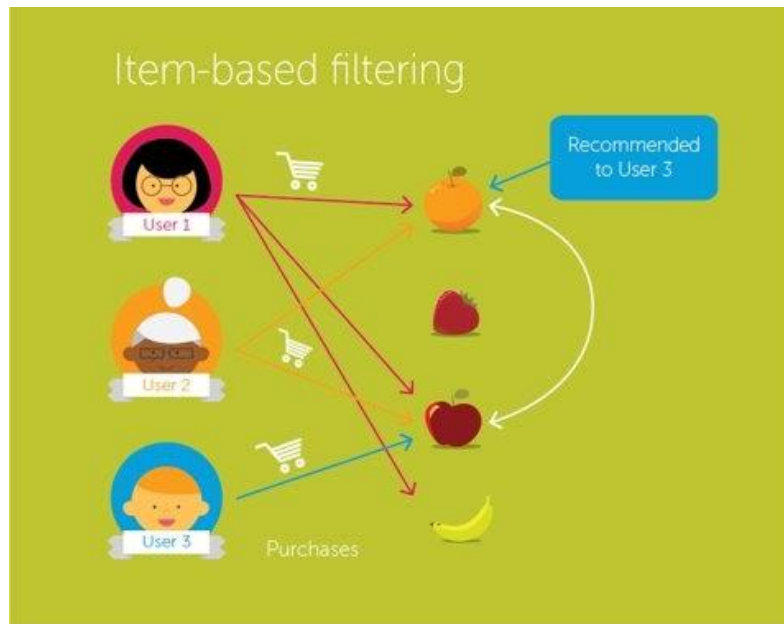 Item-based filtering
Recommended
to User 3
User 1
User 2
User 3
Purchases